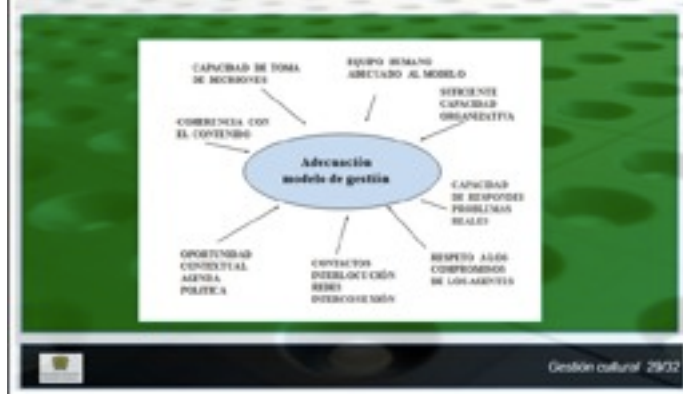 CAPACIDAD DE TOMA
DE DECISIONES
EQUIPO HUMANO
ADECUADO AL MODELO
SUFICIENTE
CAPACIDAD
ORGANIZATIVA
COHERENCIA CON
EL CONTENIDO
Adecuación
modelo de gestión
CAPACIDAD
DE RESPONDES
PROBLEMAS
REALES
OPORTUNIDAD
CONTEXTUAL
AGENDA
POLITICA
CONTACTOS
INTERLOCUCIÓN
REDES
INTERCONEXIÓN
RESPETO A LOS
COMPROMISOS
DE LOS AGENTES
Gestión cultural 29/32